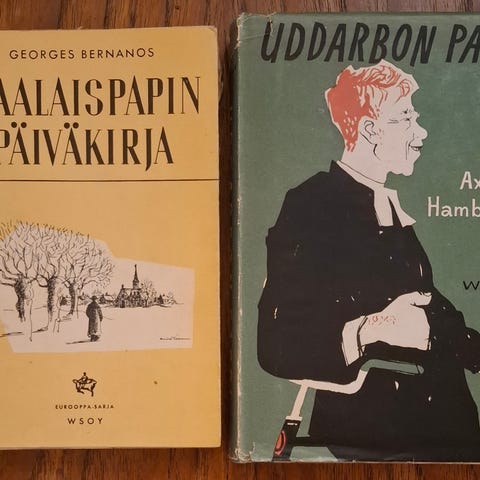 GEORGES BERNANOS
AALAISPAPIN
PÄIVÄKIRJA
EUROOPPA-SARJA
WSOY
UDDARBON PA
Ax
Hamb
W